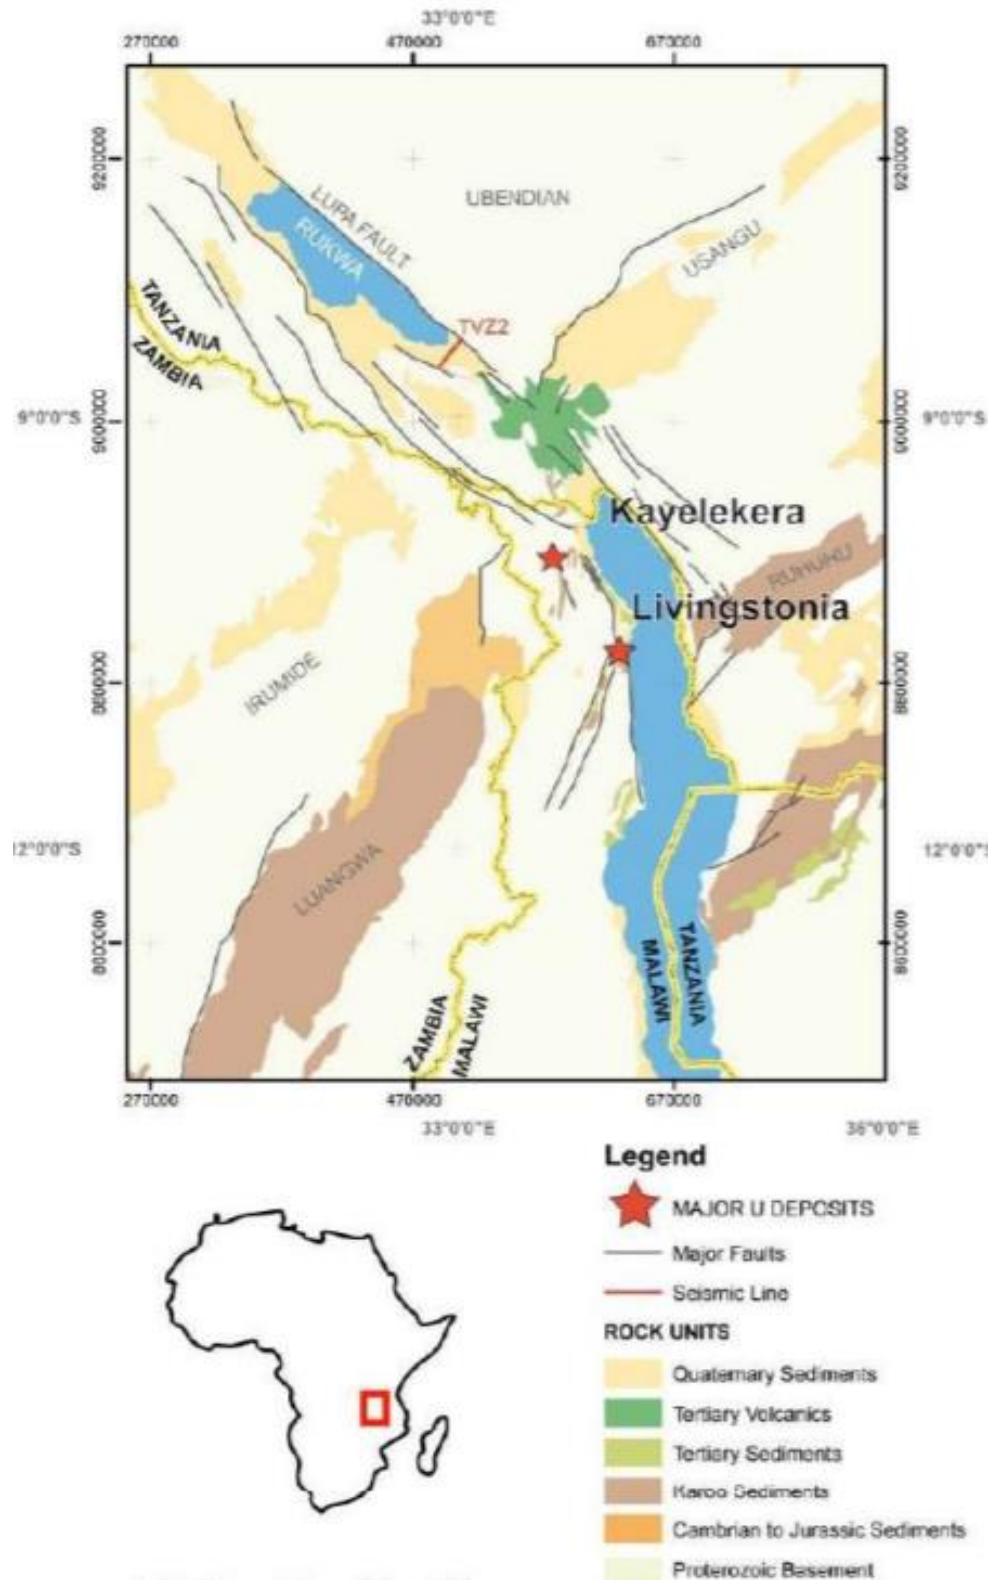 33°0'0"E
270000 470000 670000
9200000 9200000
UBENDIAN
LUPA FAULT
RUKWA
USANGU
TVZ2
TANZANIA
ZAMBIA
9°0'0"S 9000000 9000000 9°0'0"S
Kayelekera
RUHUHU
Livingstonia
IRUMIDE
8800000 8800000
12°0'0"S 12°0'0"S
LUANGWA
8600000 8600000
TANZANIA
MALAWI
ZAMBIA
MALAWI
270000 470000 670000
33°0'0"E 36°0'0"E
Legend
MAJOR U DEPOSITS
Major Faults
Seismic Line
ROCK UNITS
Quaternary Sediments
Tertiary Volcanics
Tertiary Sediments
Karoo Sediments
Cambrian to Jurassic Sediments
Proterozoic Basement